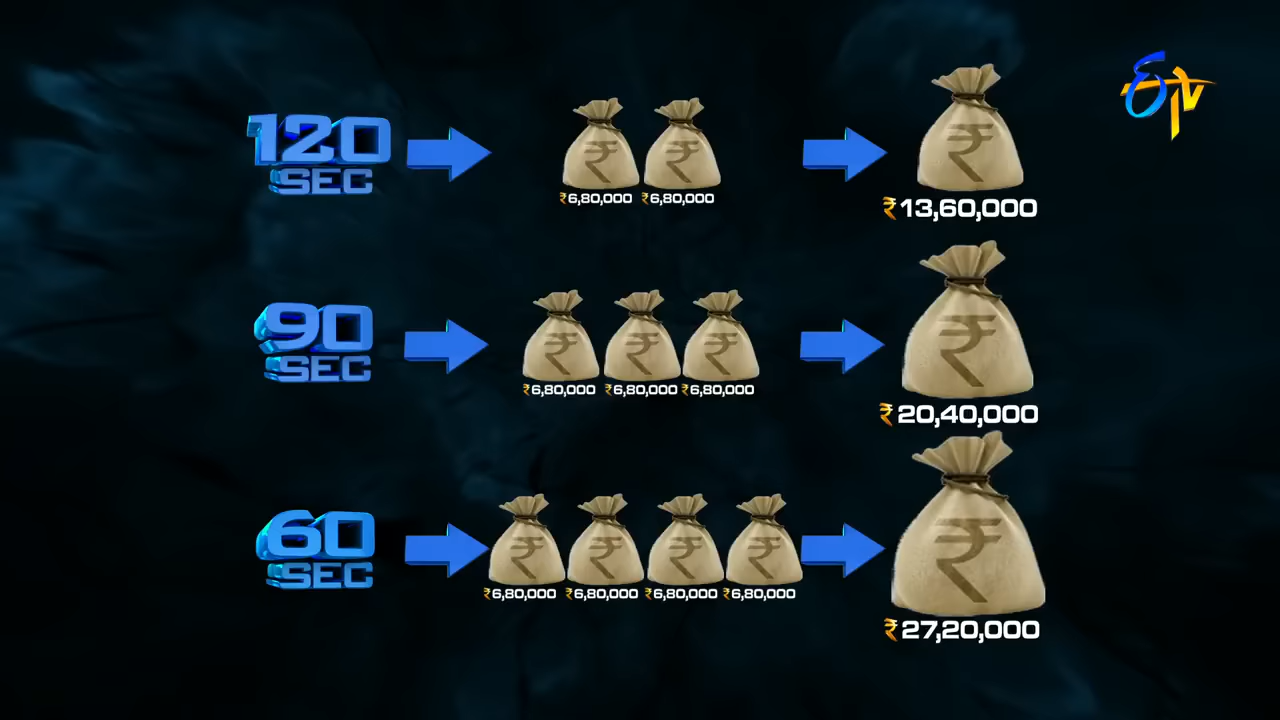 120
SEC
₹6,80,000 ₹6,80,000
₹13,60,000
ఈtv
90
SEC
₹6,80,000 ₹6,80,000 ₹6,80,000
₹20,40,000
60
SEC
₹6,80,000 ₹6,80,000 ₹6,80,000 ₹6,80,000
₹27,20,000